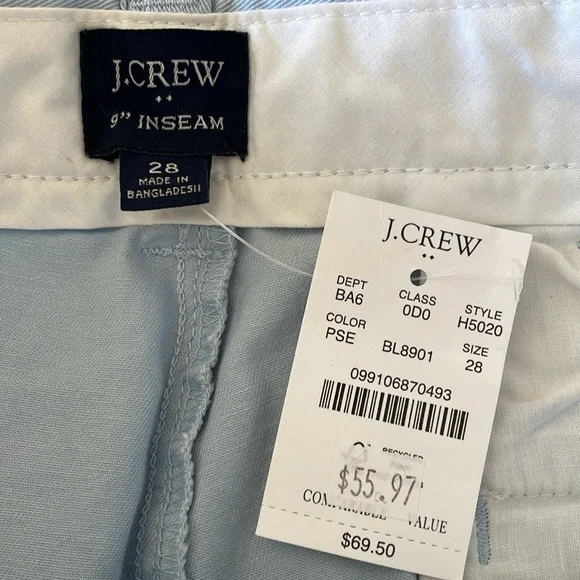 J.CREW
9" INSEAM
28
MADE IN
BANGLADESH
J.CREW
DEPT CLASS STYLE
BA6 0D0 H5020
COLOR SIZE
PSE BL8901 28
099106870493
RECYCLED
$55.97
VALUE
$69.50